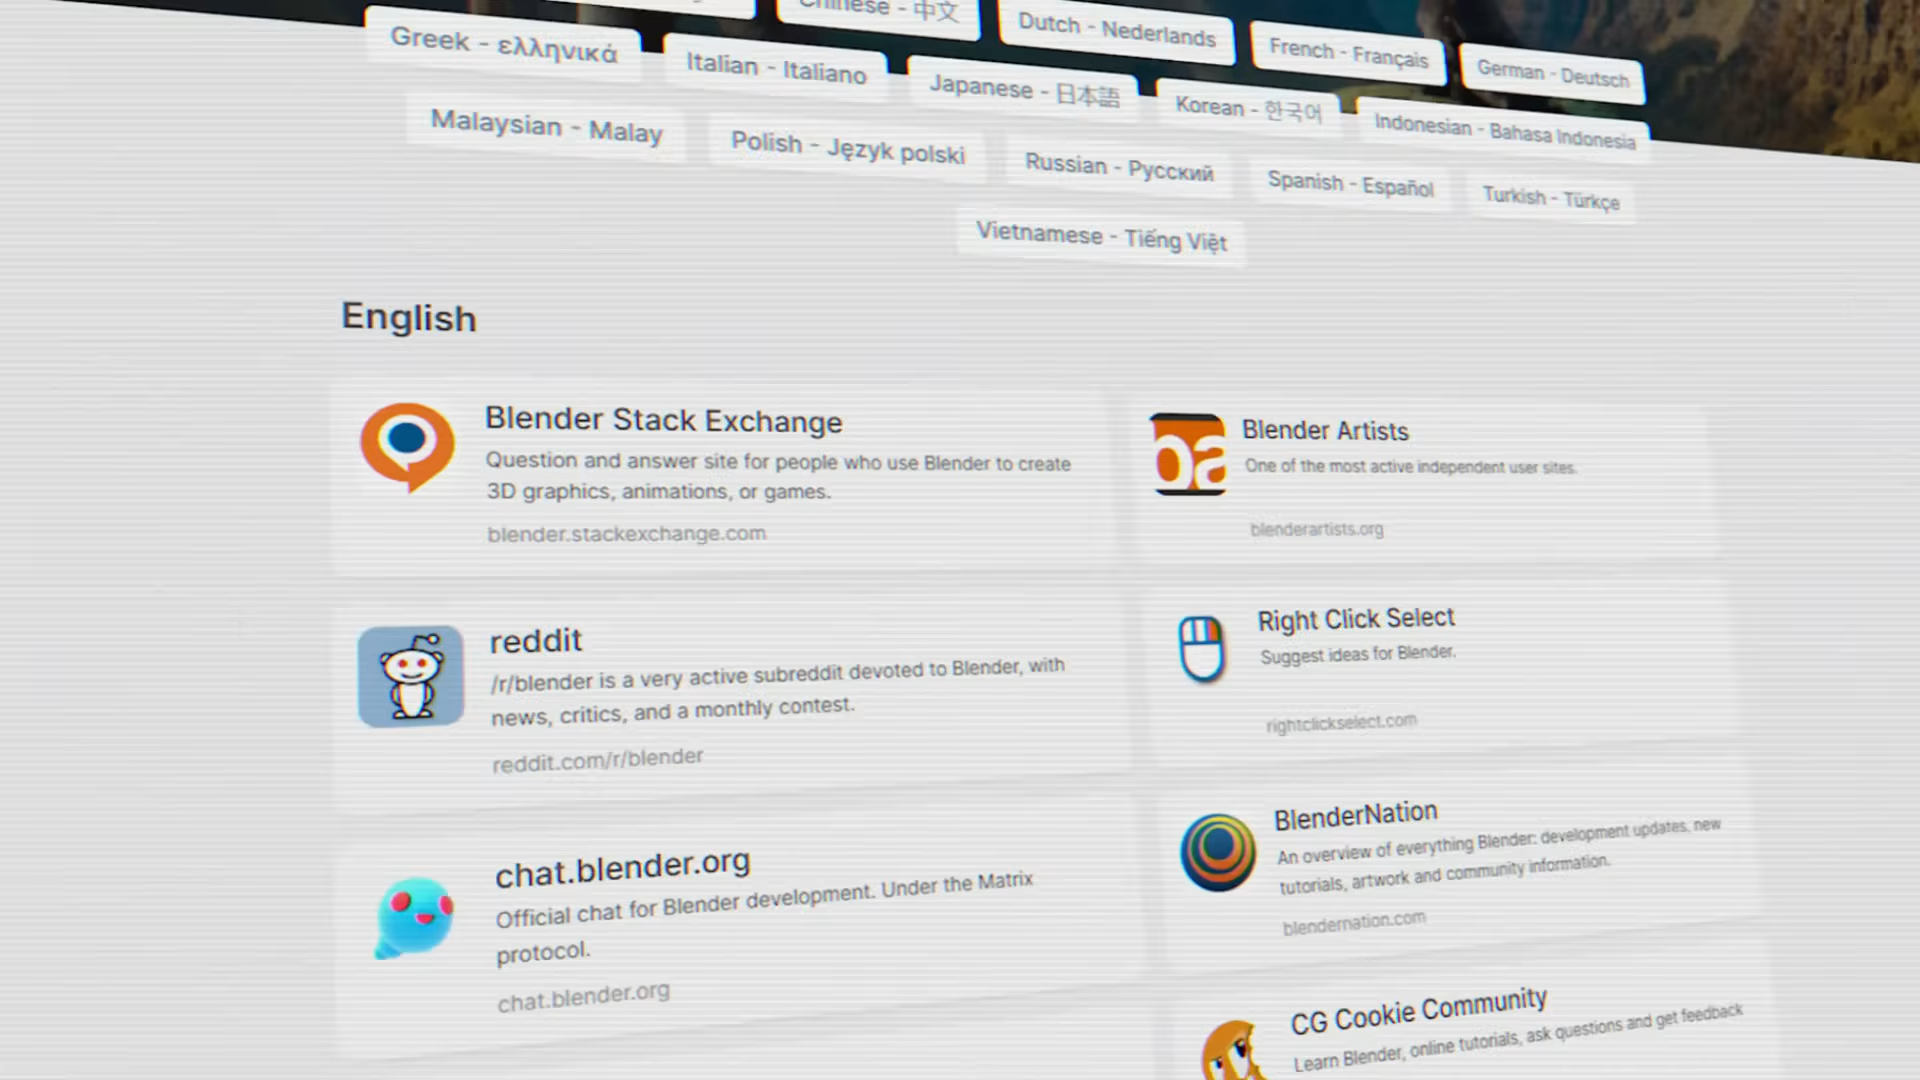 Chinese - 中文
Dutch - Nederlands
French - Français
German - Deutsch
Greek - ελληνικά
Italian - Italiano
Japanese - 日本語
Korean - 한국어
Indonesian - Bahasa Indonesia
Malaysian - Malay
Polish - Język polski
Russian - Русский
Spanish - Español
Turkish - Türkçe
Vietnamese - Tiếng Việt
English
Blender Stack Exchange
Question and answer site for people who use Blender to create
3D graphics, animations, or games.
blender.stackexchange.com
ba
Blender Artists
One of the most active independent user sites.
blenderartists.org
reddit
/r/blender is a very active subreddit devoted to Blender, with
news, critics, and a monthly contest.
reddit.com/r/blender
Right Click Select
Suggest ideas for Blender.
rightclickselect.com
chat.blender.org
Official chat for Blender development. Under the Matrix
protocol.
chat.blender.org
BlenderNation
An overview of everything Blender: development updates, new
tutorials, artwork and community information.
blendernation.com
CG Cookie Community
Learn Blender, online tutorials, ask questions and get feedback